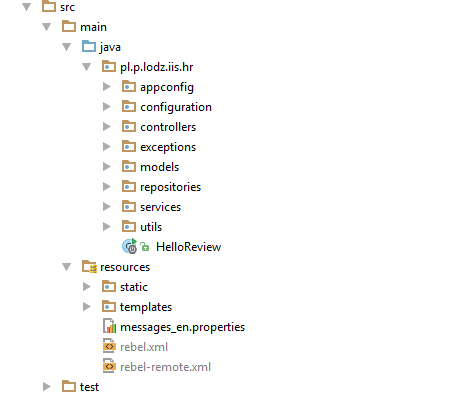 src
main
java
pl.p.lodz.iis.hr
appconfig
configuration
controllers
exceptions
models
repositories
services
utils
HelloReview
resources
static
templates
messages_en.properties
rebel.xml
rebel-remote.xml
test